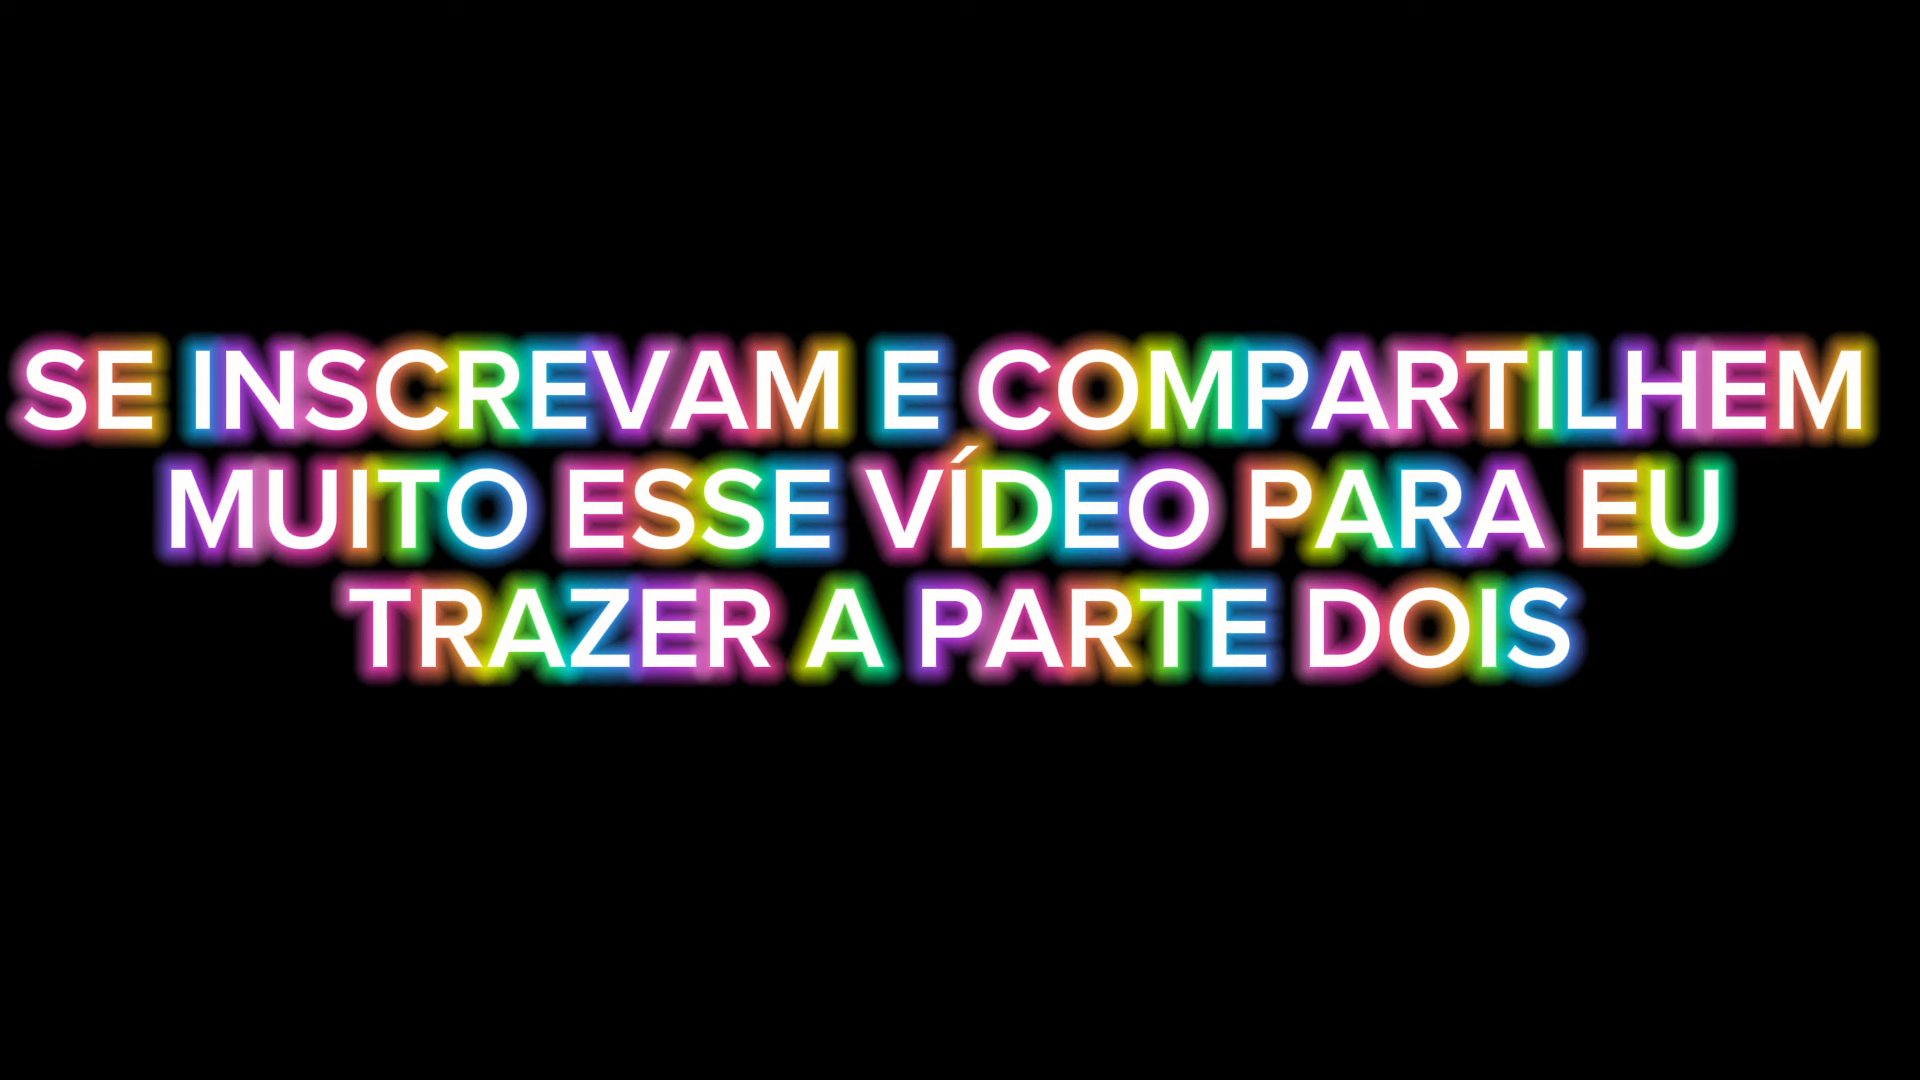 SE INSCREVAM E COMPARTILHEM
MUITO ESSE VÍDEO PARA EU
TRAZER A PARTE DOIS